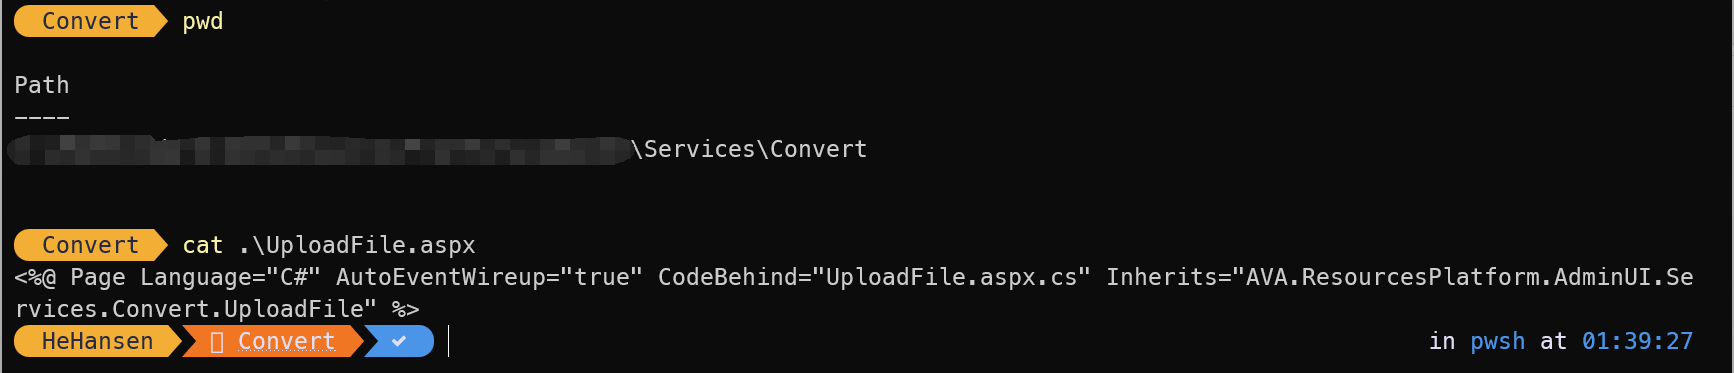 Convert pwd
Path
----
\Services\Convert
Convert cat .\UploadFile.aspx
<%@ Page Language="C#" AutoEventWireup="true" CodeBehind="UploadFile.aspx.cs" Inherits="AVA.ResourcesPlatform.AdminUI.Se
rvices.Convert.UploadFile" %>
HeHansen Convert ✓ in pwsh at 01:39:27